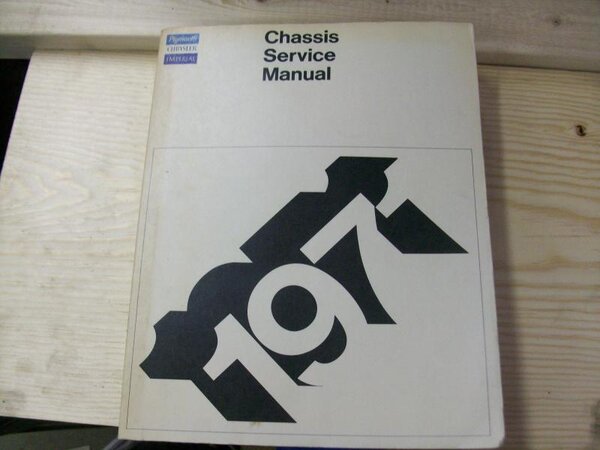 Plymouth
CHRYSLER
IMPERIAL
Chassis
Service
Manual
197